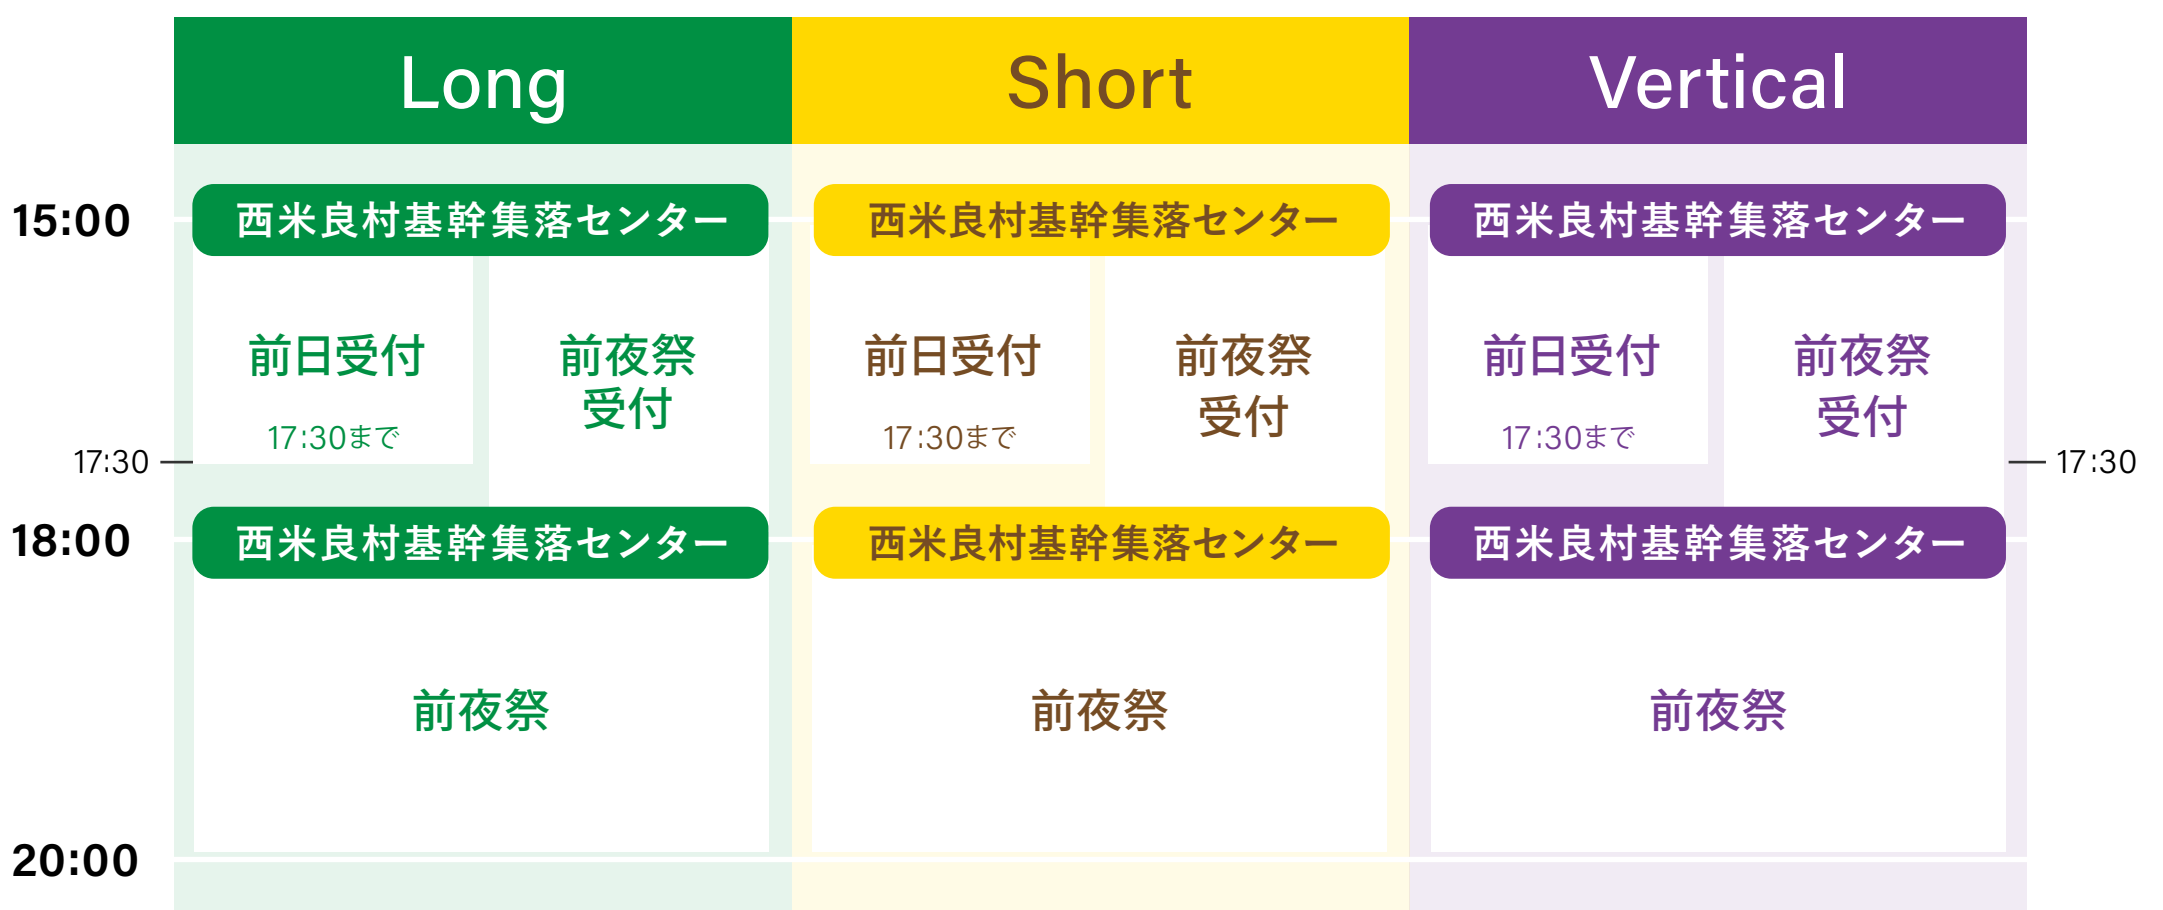 Long
Short
Vertical
15:00
西米良村基幹集落センター
西米良村基幹集落センター
西米良村基幹集落センター
前日受付
17:30まで
前夜祭
受付
前日受付
17:30まで
前夜祭
受付
前日受付
17:30まで
前夜祭
受付
17:30
17:30
18:00
西米良村基幹集落センター
西米良村基幹集落センター
西米良村基幹集落センター
前夜祭
前夜祭
前夜祭
20:00